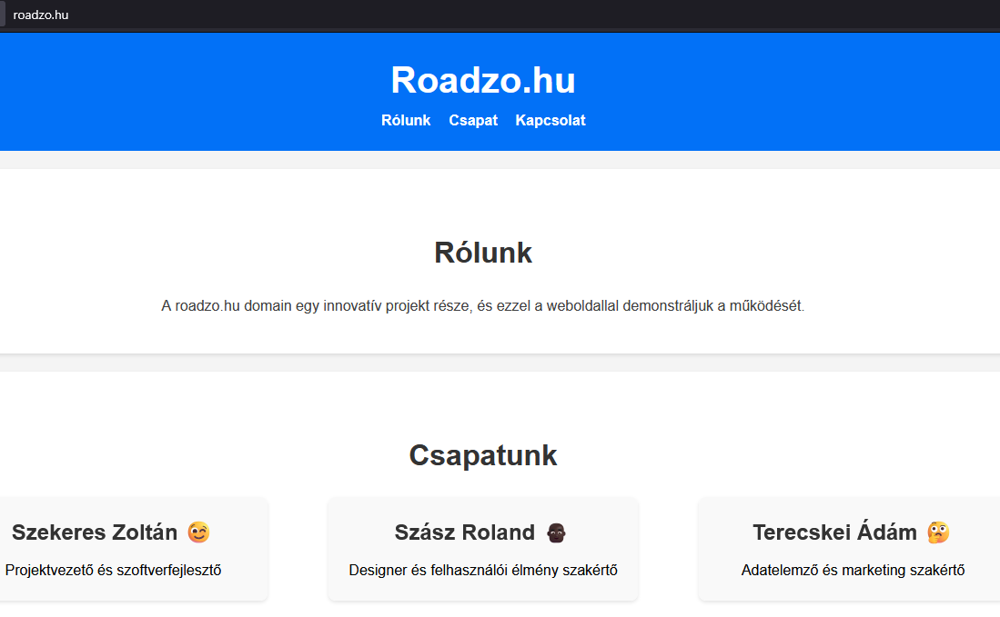 roadzo.hu
Roadzo.hu
Rólunk Csapat Kapcsolat
Rólunk
A roadzo.hu domain egy innovatív projekt része, és ezzel a weboldallal demonstráljuk a működését.
Csapatunk
Szekeres Zoltán 😉
Projektvezető és szoftverfejlesztő
Szász Roland 👨🏿‍🦲
Designer és felhasználói élmény szakértő
Terecskei Ádám 🤔
Adatelemző és marketing szakértő